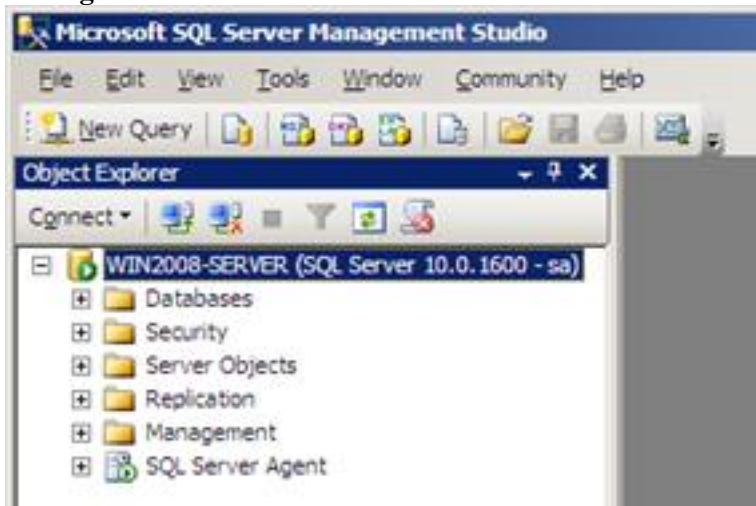 Microsoft SQL Server Management Studio
File Edit View Tools Window Community Help
New Query
Object Explorer
Connect
WIN2008-SERVER (SQL Server 10.0.1600 - sa)
Databases
Security
Server Objects
Replication
Management
SQL Server Agent